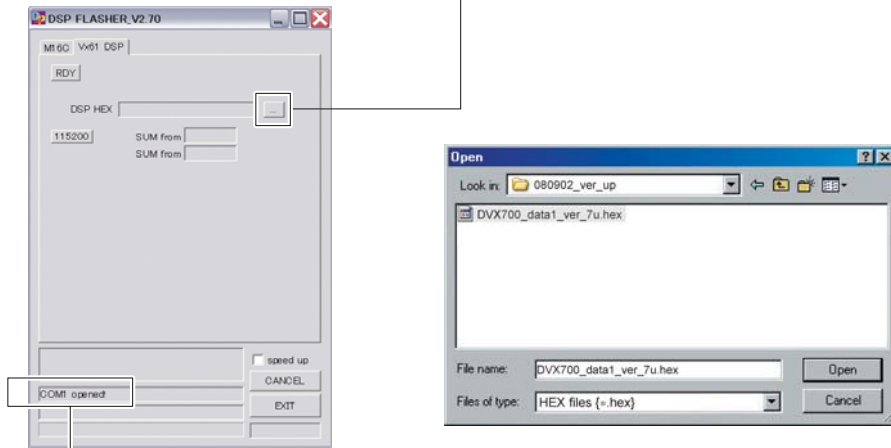 DSP FLASHER_V2.70
M16C Vx61 DSP
RDY
DSP HEX ...
115200 SUM from
SUM from
speed up
CANCEL
COM1 opened!
EXIT
Open
Look in: 080902_ver_up
DVX700_data1_ver_7u.hex
File name: DVX700_data1_ver_7u.hex Open
Files of type: HEX files {*.hex} Cancel